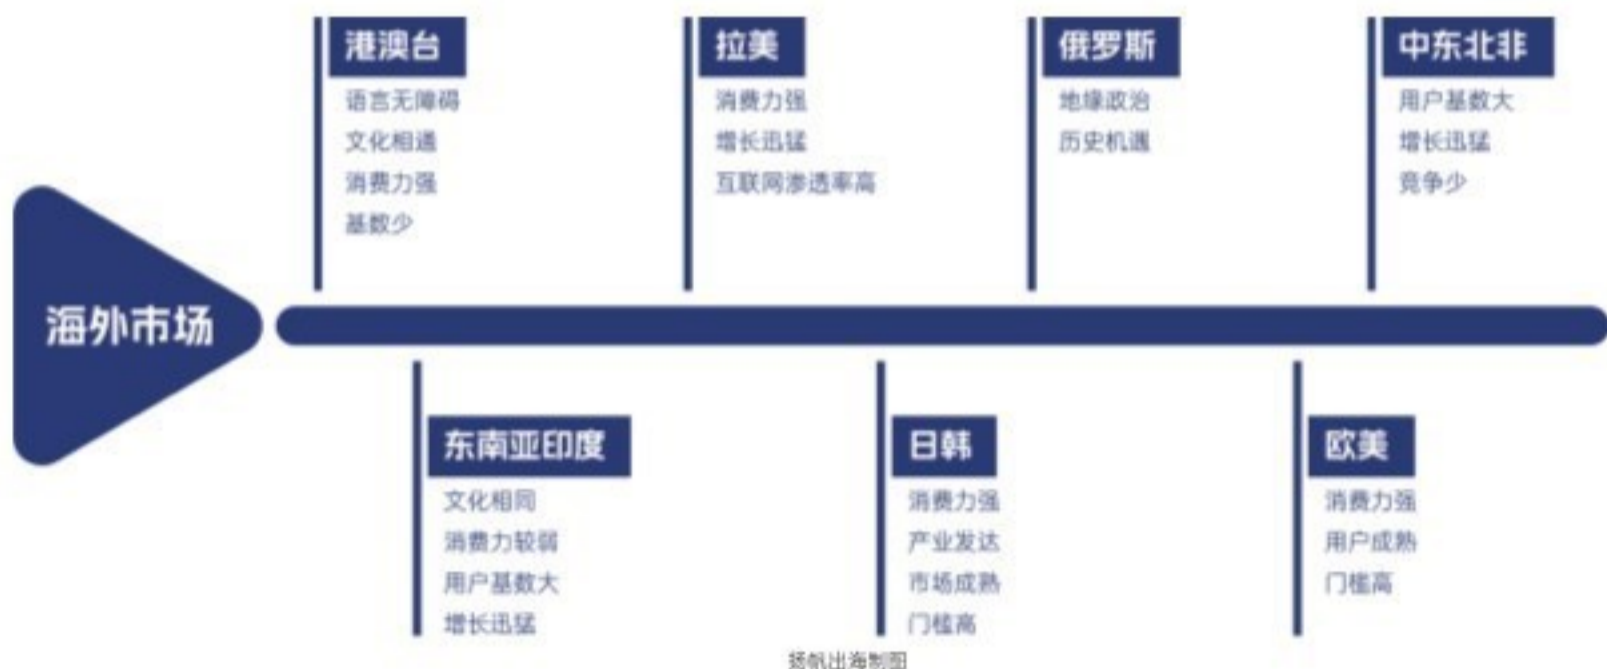 港澳台
语言无障碍
文化相通
消费力强
基数少
拉美
消费力强
增长迅猛
互联网渗透率高
俄罗斯
地缘政治
历史机遇
中东北非
用户基数大
增长迅猛
竞争少
海外市场
东南亚印度
文化相同
消费力较弱
用户基数大
增长迅猛
日韩
消费力强
产业发达
市场成熟
门槛高
欧美
消费力强
用户成熟
门槛高
扬帆出海制图